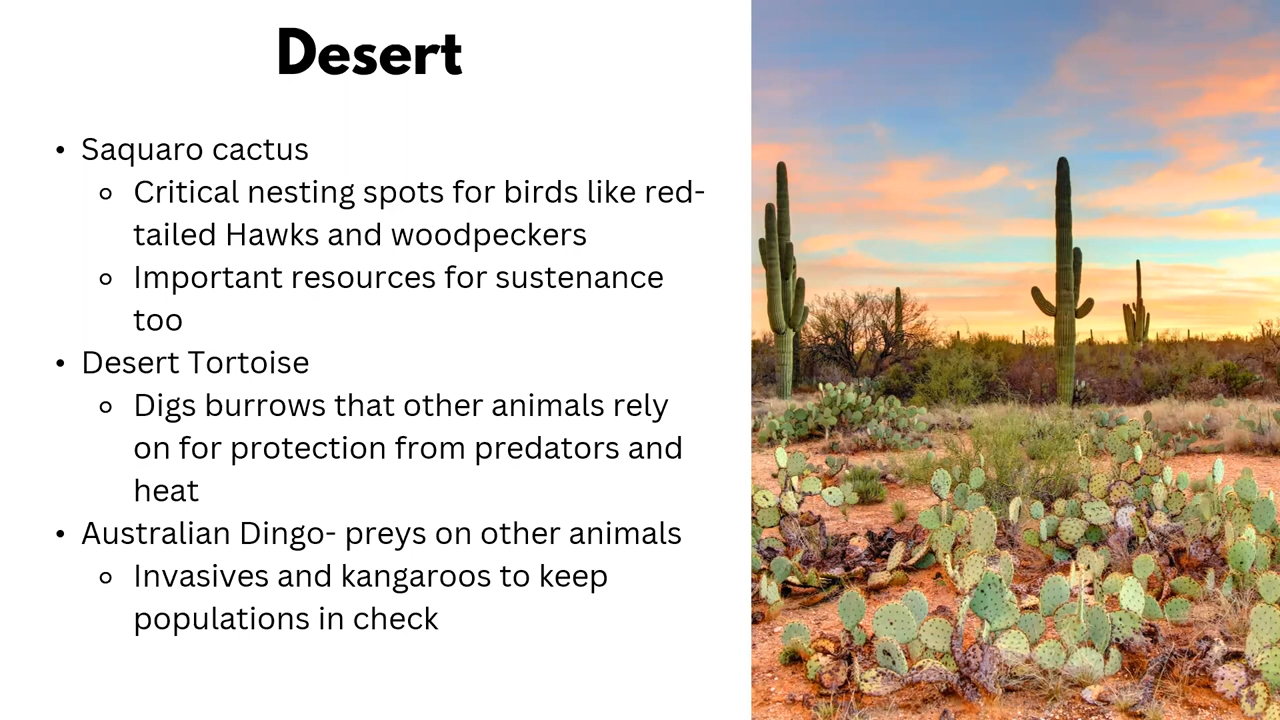 Desert
• Saquaro cactus
◦ Critical nesting spots for birds like red-
tailed Hawks and woodpeckers
◦ Important resources for sustenance
too
• Desert Tortoise
◦ Digs burrows that other animals rely
on for protection from predators and
heat
• Australian Dingo- preys on other animals
◦ Invasives and kangaroos to keep
populations in check